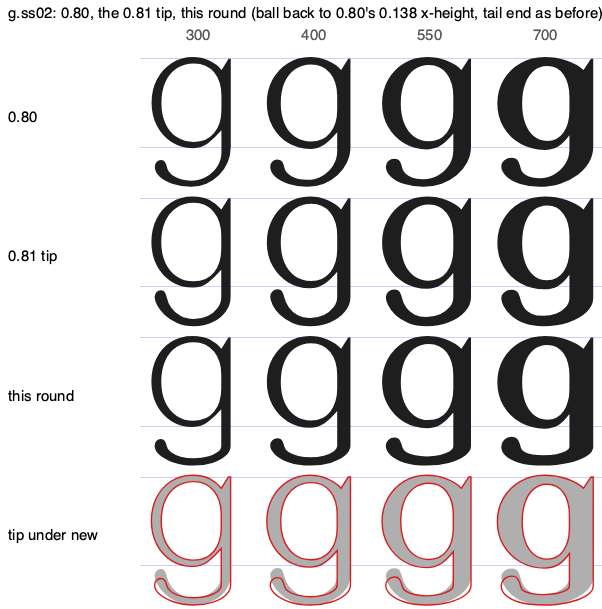 g.ss02: 0.80, the 0.81 tip, this round (ball back to 0.80's 0.138 x-height, tail end as before)
300 400 550 700
0.80 g g g g
0.81 tip g g g g
this round g g g g
tip under new g g g g